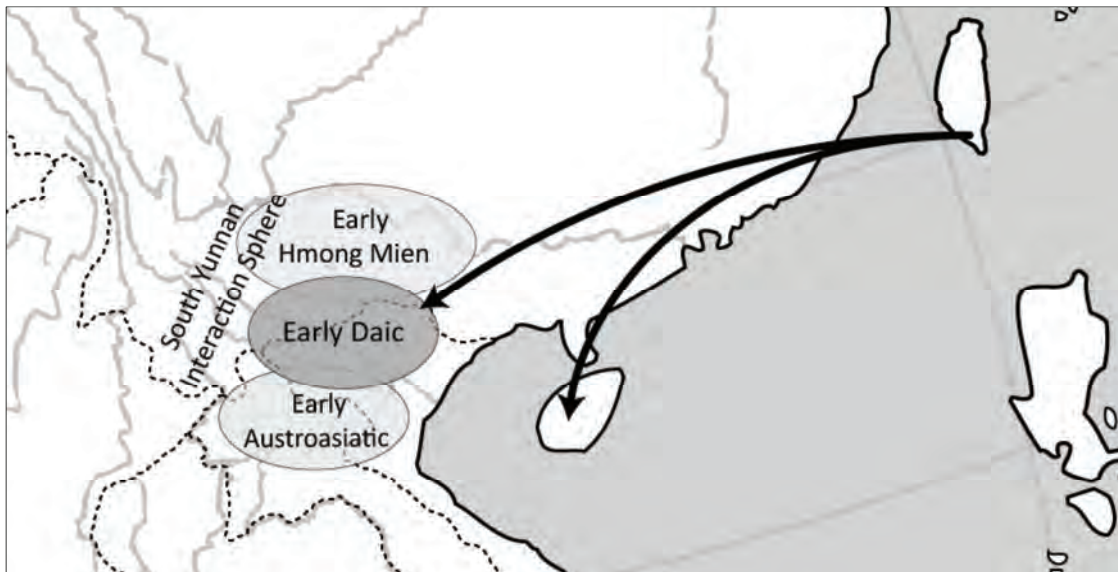 South Yunnan
Interaction Sphere
Early
Hmong Mien
Early Daic
Early
Austroasiatic